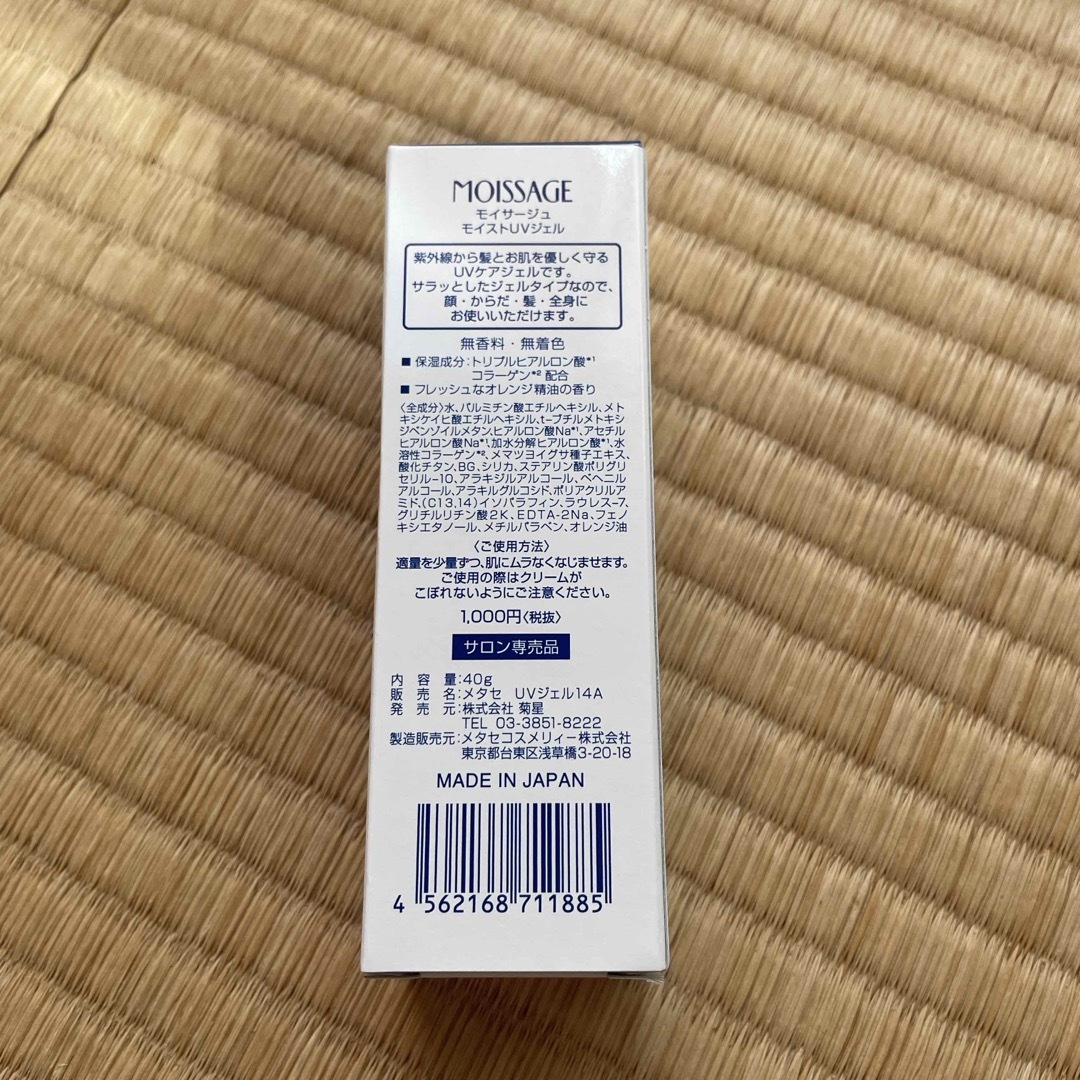 MOISSAGE
モイサージュ
モイストUVジェル
紫外線から髪とお肌を優しく守る
UVケアジェルです。
サラッとしたジェルタイプなので、
顔・からだ・髪・全身に
お使いいただけます。
無香料・無着色
■ 保湿成分:トリプルヒアルロン酸*1
コラーゲン*2 配合
■ フレッシュなオレンジ精油の香り
〈全成分〉水、パルミチン酸エチルヘキシル、メト
キシケイヒ酸エチルヘキシル、t-ブチルメトキシ
ジベンゾイルメタン、ヒアルロン酸Na*1、アセチル
ヒアルロン酸Na*1、加水分解ヒアルロン酸*1、水
溶性コラーゲン*2、メマツヨイグサ種子エキス、
酸化チタン、BG、シリカ、ステアリン酸ポリグリ
セリル-10、アラキジルアルコール、ベヘニル
アルコール、アラキルグルコシド、ポリアクリルア
ミド、(C13,14)イソパラフィン、ラウレス-7、
グリチルリチン酸2K、EDTA-2Na、フェノ
キシエタノール、メチルパラベン、オレンジ油
〈ご使用方法〉
適量を少量ずつ、肌にムラなくなじませます。
ご使用の際はクリームが
こぼれないようにご注意ください。
1,000円〈税抜〉
サロン専売品
内容量:40g
販売名:メタセ UVジェル14A
発売元:株式会社 菊星
TEL 03-3851-8222
製造販売元:メタセコスメリィー株式会社
東京都台東区浅草橋3-20-18
MADE IN JAPAN
4 562168 711885